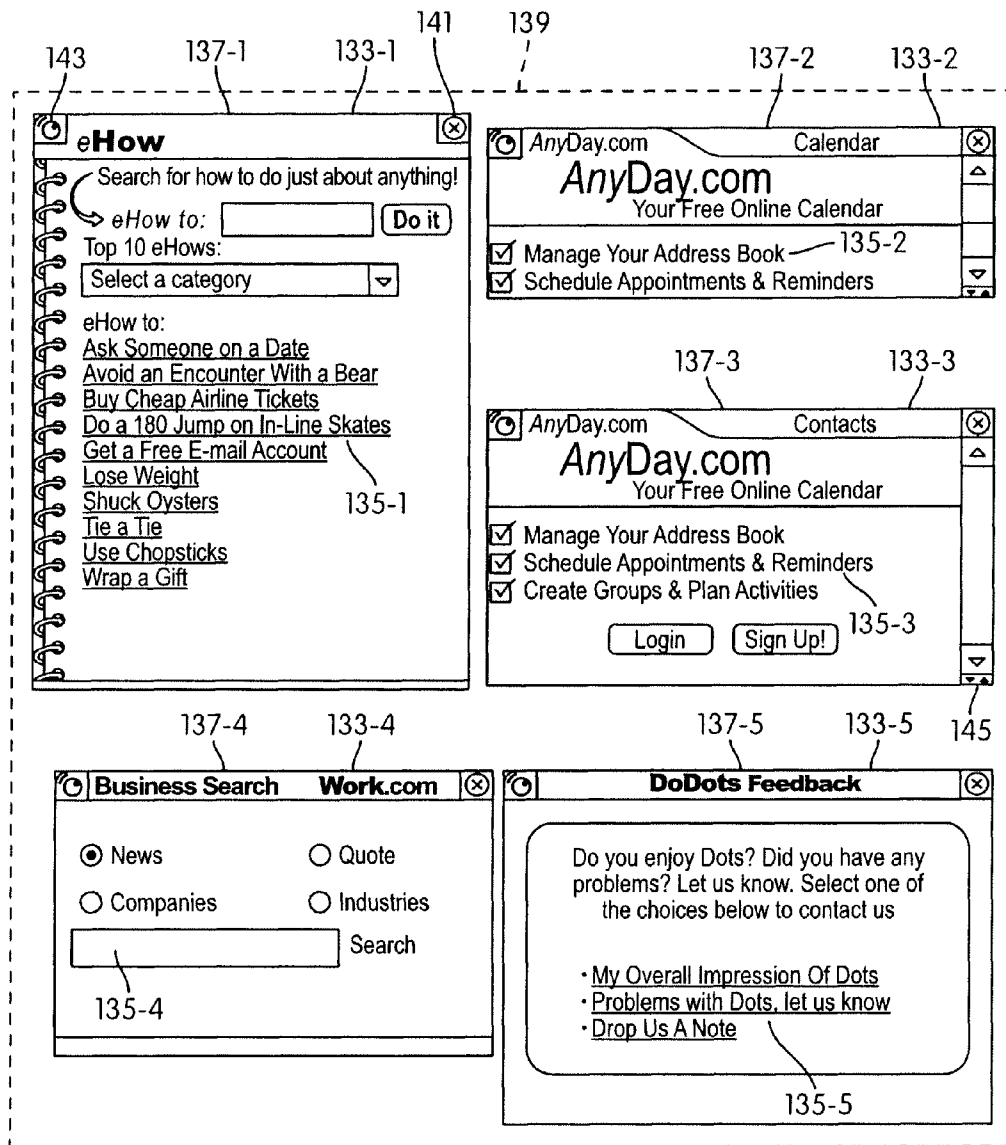 143
137-1
133-1
141
139
137-2
133-2
eHow
Search for how to do just about anything!
eHow to:
Do it
Top 10 eHows:
Select a category
eHow to:
Ask Someone on a Date
Avoid an Encounter With a Bear
Buy Cheap Airline Tickets
Do a 180 Jump on In-Line Skates
Get a Free E-mail Account
Lose Weight
Shuck Oysters
Tie a Tie
Use Chopsticks
Wrap a Gift
135-1
AnyDay.com Calendar
AnyDay.com
Your Free Online Calendar
Manage Your Address Book
135-2
Schedule Appointments & Reminders
137-3
133-3
AnyDay.com Contacts
AnyDay.com
Your Free Online Calendar
Manage Your Address Book
Schedule Appointments & Reminders
Create Groups & Plan Activities
135-3
Login Sign Up!
145
137-4
133-4
Business Search Work.com
News Quote
Companies Industries
Search
135-4
137-5
133-5
DoDots Feedback
Do you enjoy Dots? Did you have any
problems? Let us know. Select one of
the choices below to contact us
· My Overall Impression Of Dots
· Problems with Dots, let us know
· Drop Us A Note
135-5